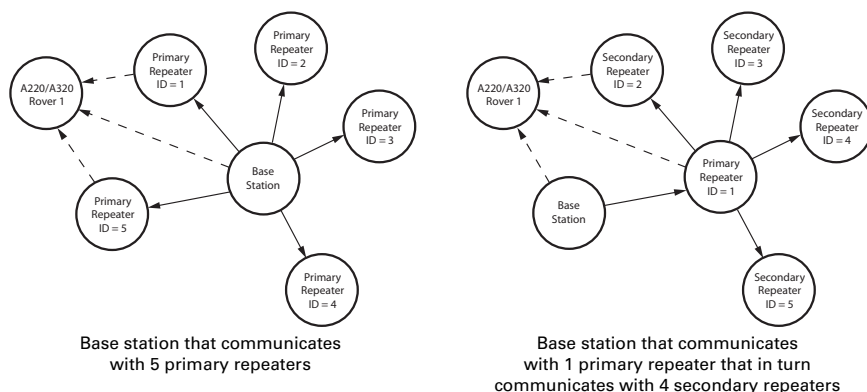 A220/A320
Rover 1
Primary
Repeater
ID = 1
Primary
Repeater
ID = 2
Primary
Repeater
ID = 3
Base
Station
Primary
Repeater
ID = 5
Primary
Repeater
ID = 4
Base station that communicates
with 5 primary repeaters
A220/A320
Rover 1
Secondary
Repeater
ID = 2
Secondary
Repeater
ID = 3
Secondary
Repeater
ID = 4
Primary
Repeater
ID = 1
Base
Station
Secondary
Repeater
ID = 5
Base station that communicates
with 1 primary repeater that in turn
communicates with 4 secondary repeaters